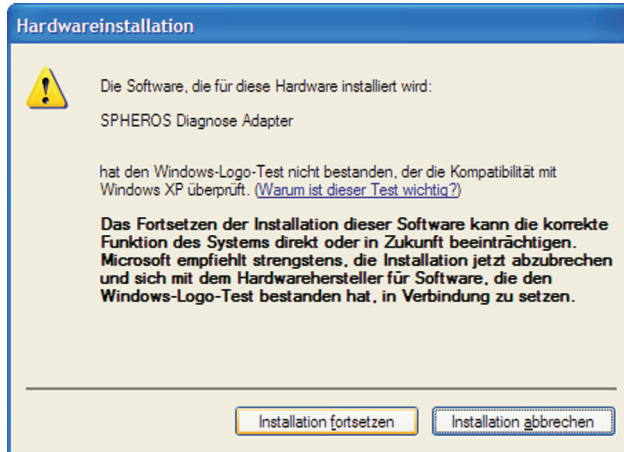 Hardwareinstallation
Die Software, die für diese Hardware installiert wird:
SPHEROS Diagnose Adapter
hat den Windows-Logo-Test nicht bestanden, der die Kompatibilität mit
Windows XP überprüft. (Warum ist dieser Test wichtig?)
Das Fortsetzen der Installation dieser Software kann die korrekte
Funktion des Systems direkt oder in Zukunft beeinträchtigen.
Microsoft empfiehlt strengstens, die Installation jetzt abzubrechen
und sich mit dem Hardwarehersteller für Software, die den
Windows-Logo-Test bestanden hat, in Verbindung zu setzen.
Installation fortsetzen
Installation abbrechen